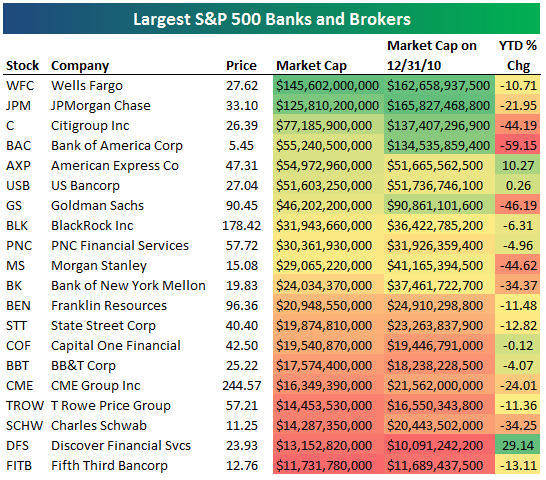 Largest S&P 500 Banks and Brokers
Stock Company Price Market Cap Market Cap on 12/31/10 YTD % Chg
WFC Wells Fargo 27.62 $145,602,000,000 $162,658,937,500 -10.71
JPM JPMorgan Chase 33.10 $125,810,200,000 $165,827,468,800 -21.95
C Citigroup Inc 26.39 $77,185,900,000 $137,407,296,900 -44.19
BAC Bank of America Corp 5.45 $55,240,500,000 $134,535,859,400 -59.15
AXP American Express Co 47.31 $54,972,960,000 $51,665,562,500 10.27
USB US Bancorp 27.04 $51,603,250,000 $51,736,746,100 0.26
GS Goldman Sachs 90.45 $46,202,200,000 $90,861,101,600 -46.19
BLK BlackRock Inc 178.42 $31,943,660,000 $36,422,785,200 -6.31
PNC PNC Financial Services 57.72 $30,361,930,000 $31,926,359,400 -4.96
MS Morgan Stanley 15.08 $29,065,220,000 $41,165,394,500 -44.62
BK Bank of New York Mellon 19.83 $24,034,370,000 $37,461,722,700 -34.37
BEN Franklin Resources 96.36 $20,948,550,000 $24,910,298,800 -11.48
STT State Street Corp 40.40 $19,874,810,000 $23,263,837,900 -12.82
COF Capital One Financial 42.50 $19,540,870,000 $19,446,791,000 -0.12
BBT BB&T Corp 25.22 $17,574,400,000 $18,238,228,500 -4.07
CME CME Group Inc 244.57 $16,349,390,000 $21,562,000,000 -24.01
TROW T Rowe Price Group 57.21 $14,453,530,000 $16,550,343,800 -11.36
SCHW Charles Schwab 11.25 $14,287,350,000 $20,443,502,000 -34.25
DFS Discover Financial Svcs 23.93 $13,152,820,000 $10,091,242,200 29.14
FITB Fifth Third Bancorp 12.76 $11,731,780,000 $11,689,437,500 -13.11